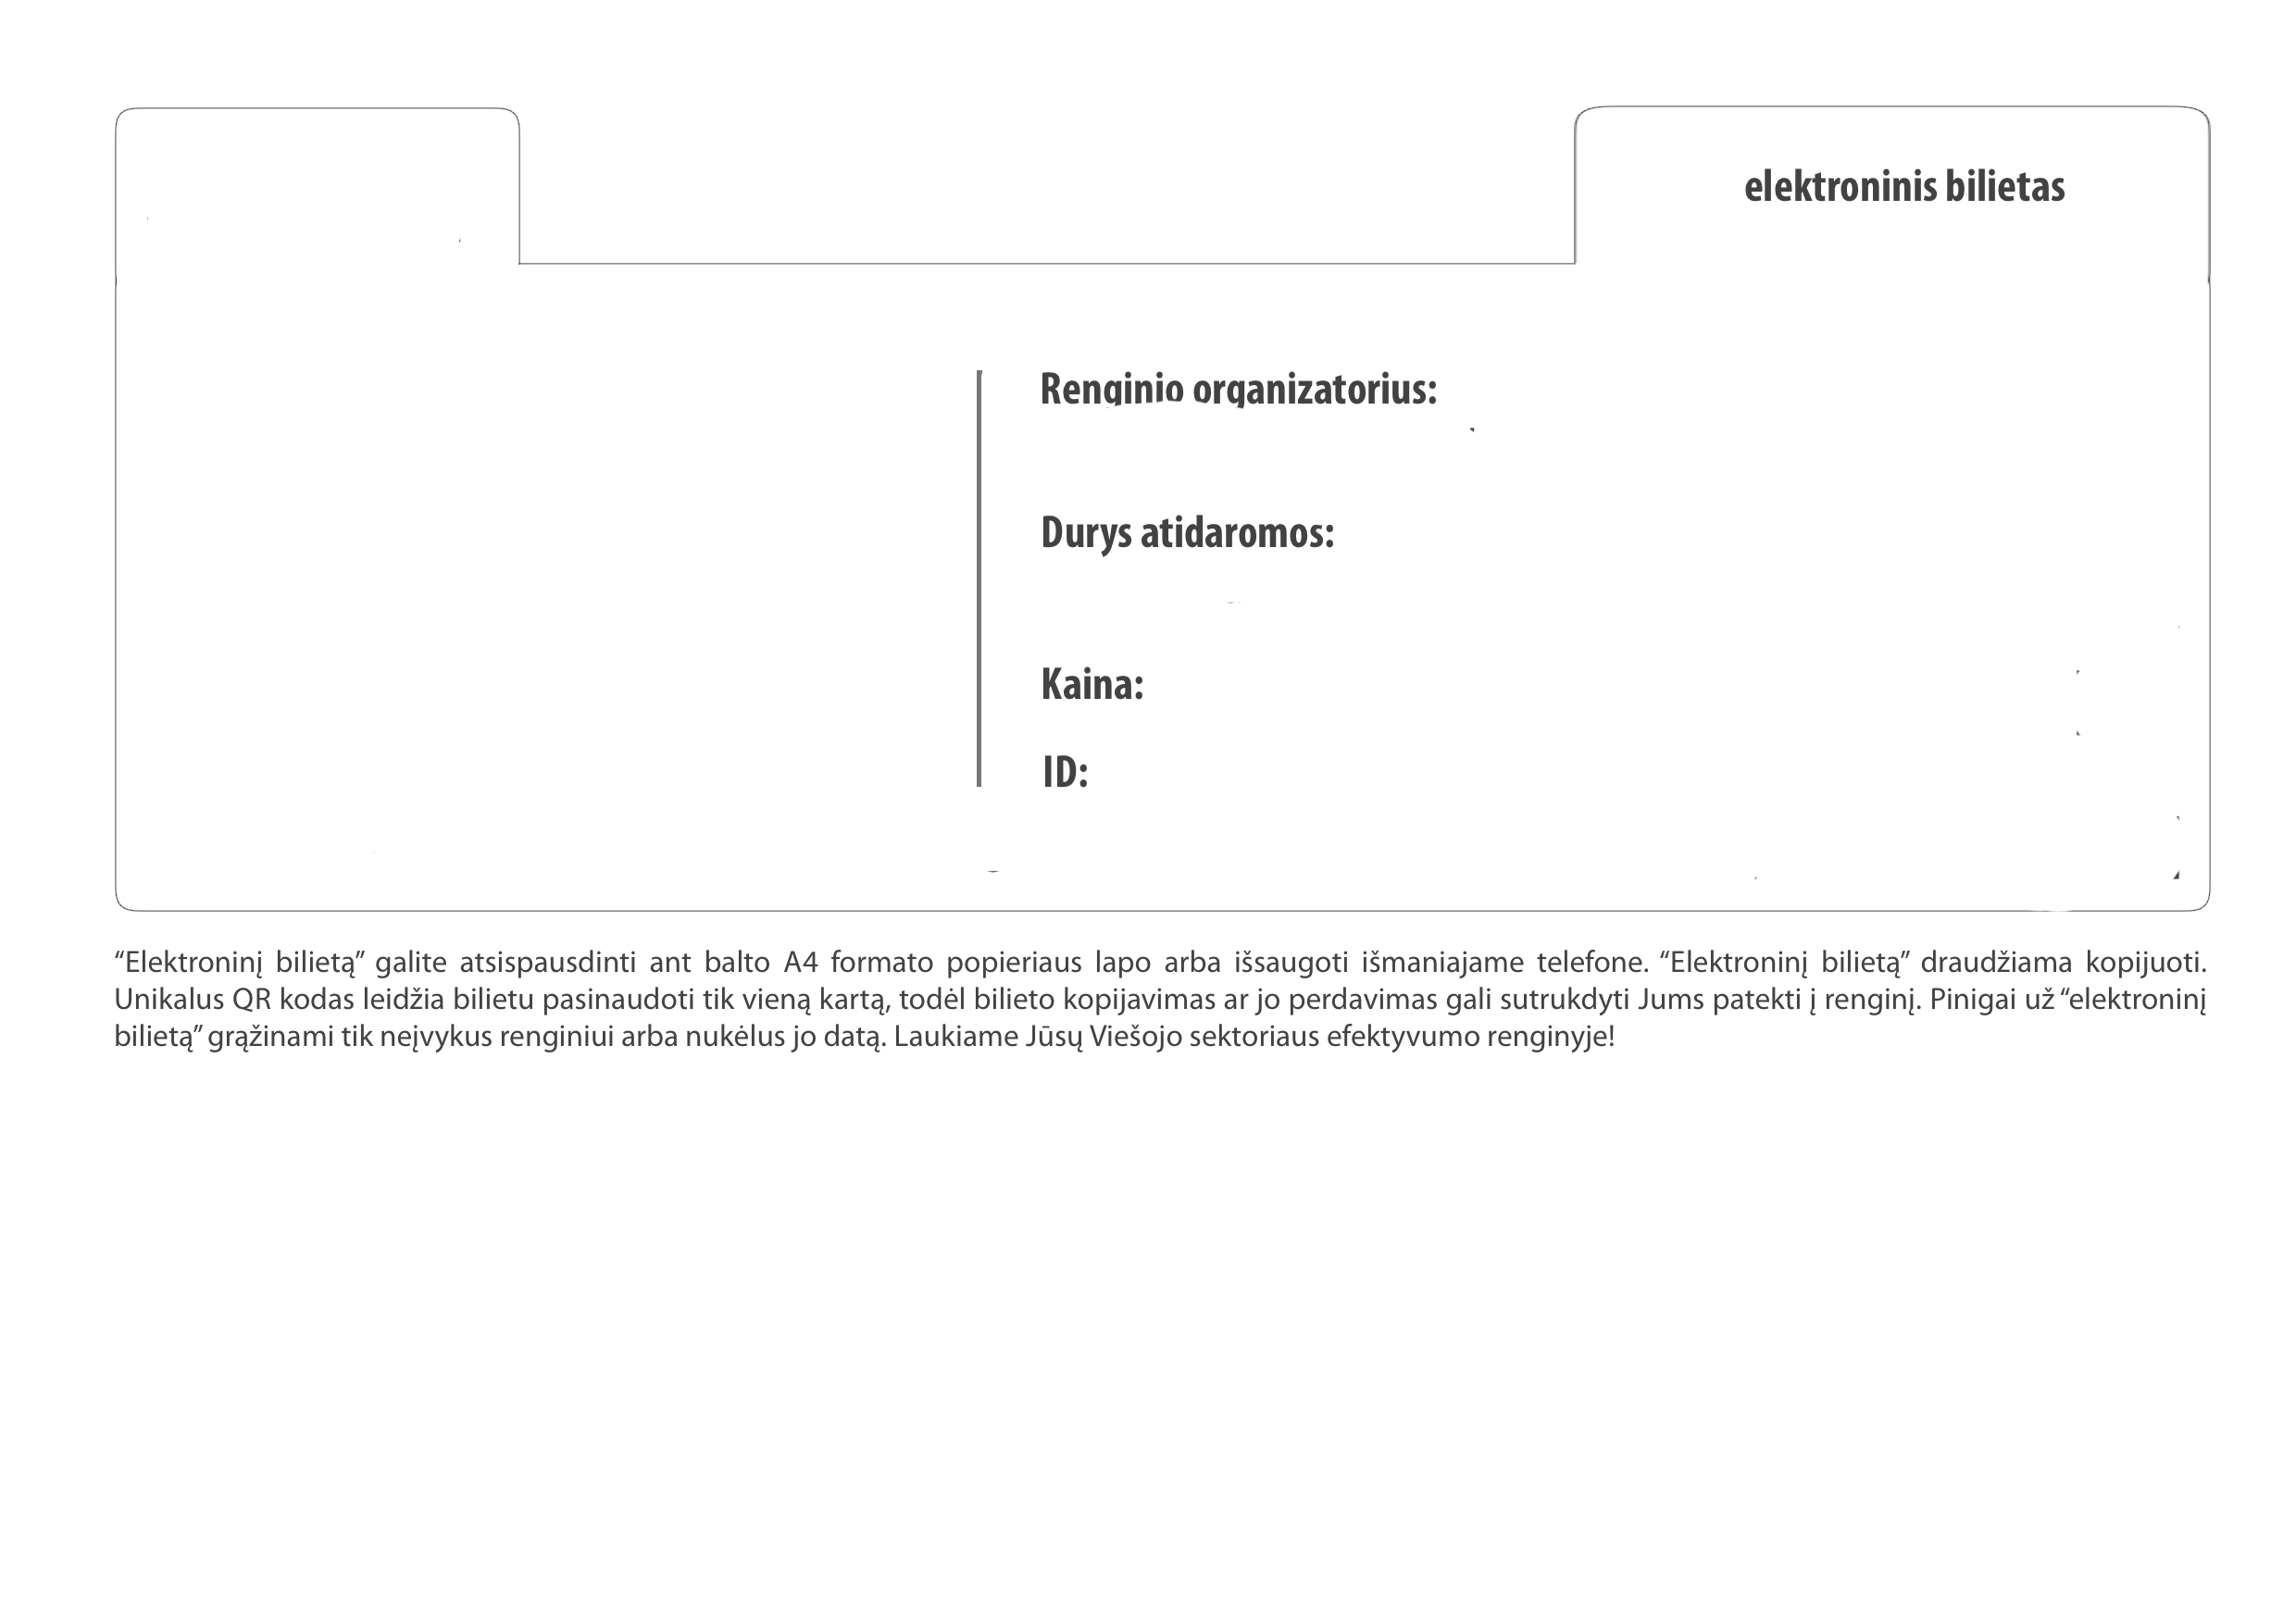 elektroninis bilietas
Renginio organizatorius:
Durys atidaromos:
Kaina:
ID:
“Elektroninį bilietą” galite atsispausdinti ant balto A4 formato popieriaus lapo arba išsaugoti išmaniajame telefone. “Elektroninį bilietą” draudžiama kopijuoti.
Unikalus QR kodas leidžia bilietu pasinaudoti tik vieną kartą, todėl bilieto kopijavimas ar jo perdavimas gali sutrukdyti Jums patekti į renginį. Pinigai už “elektroninį
bilietą” grąžinami tik neįvykus renginiui arba nukėlus jo datą. Laukiame Jūsų Viešojo sektoriaus efektyvumo renginyje!